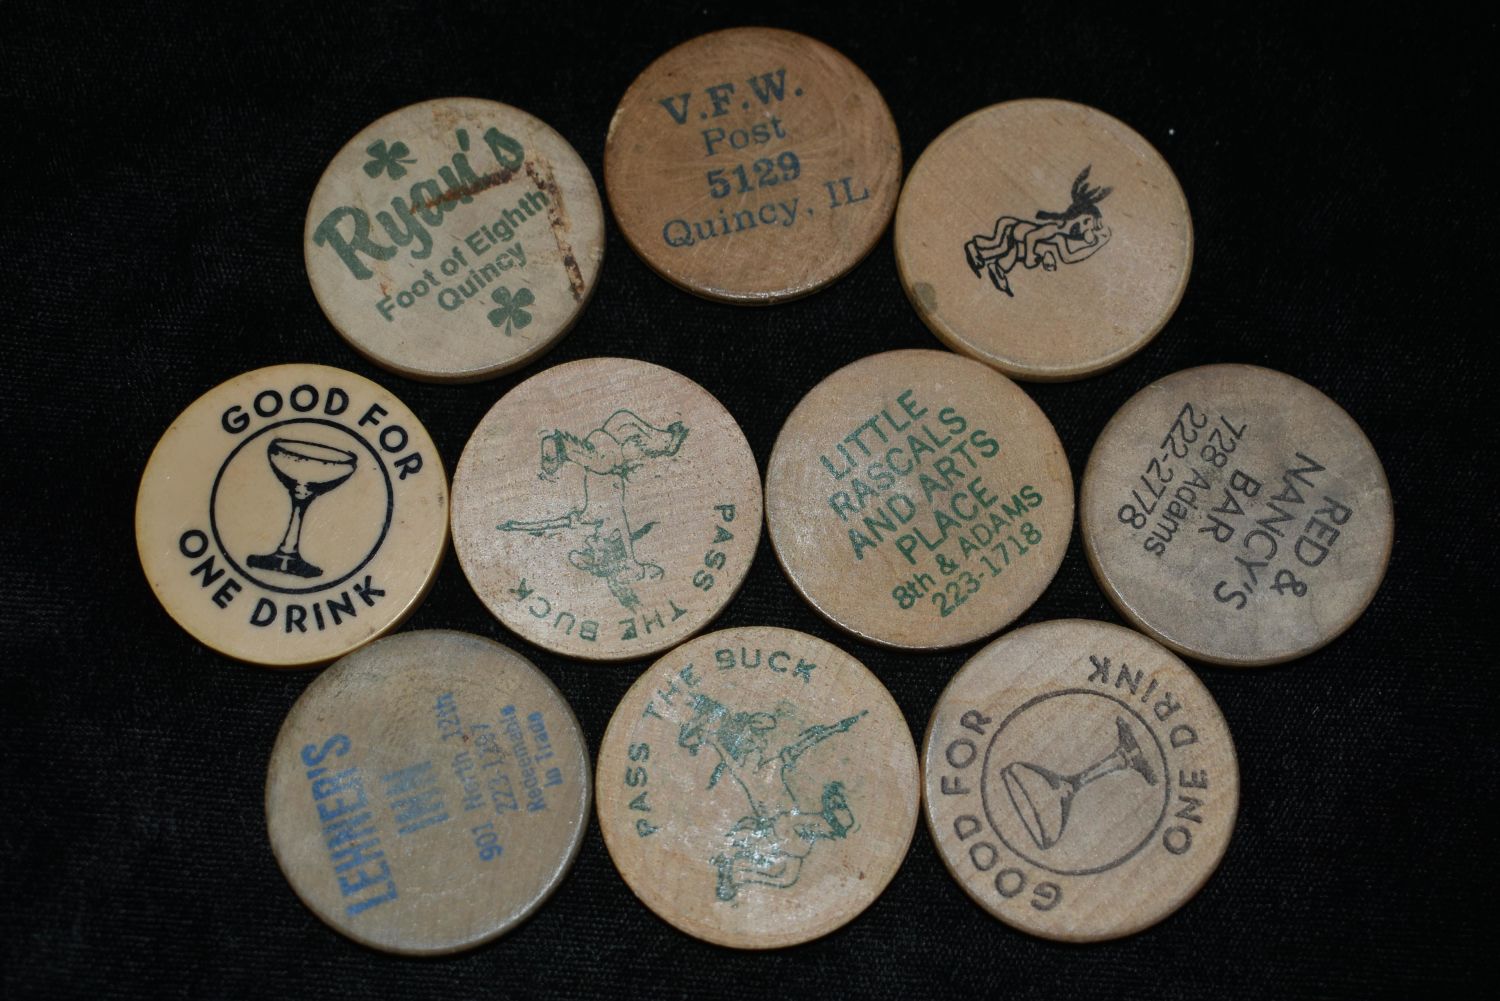 Ryan's
Foot of Eighth
Quincy
V.F.W.
Post
5129
Quincy, IL
GOOD FOR
ONE DRINK
PASS THE BUCK
LITTLE
RASCALS
AND ARTS
PLACE
8th & ADAMS
223-1718
RED &
NANCY'S
BAR
728 Adams
222-2778
LEHNER'S
INN
901 North 12th
Redeemable
In Trade
PASS THE BUCK
GOOD FOR
ONE DRINK